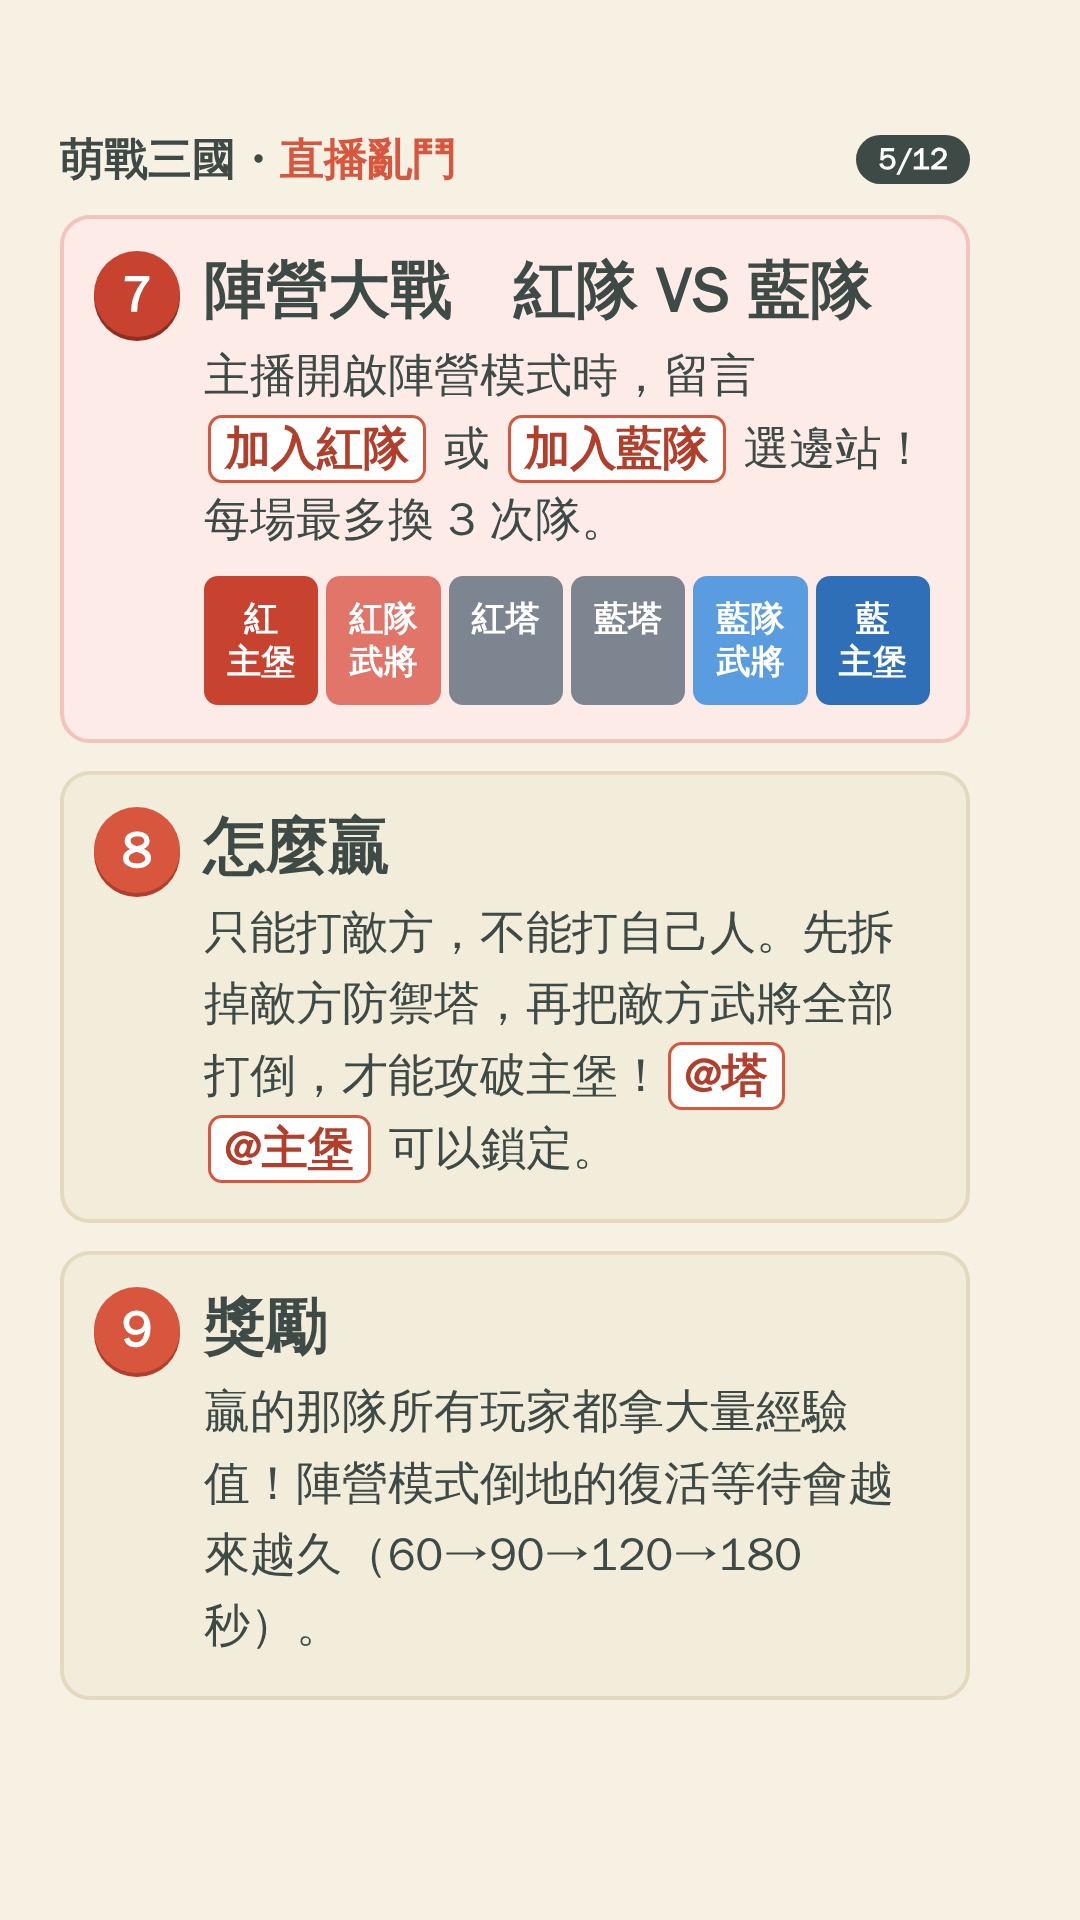 萌戰三國・直播亂鬥
5/12
7
陣營大戰　紅隊 VS 藍隊
主播開啟陣營模式時，留言
加入紅隊 或 加入藍隊 選邊站！
每場最多換 3 次隊。
紅
主堡
紅隊
武將
紅塔
藍塔
藍隊
武將
藍
主堡
8
怎麼贏
只能打敵方，不能打自己人。先拆
掉敵方防禦塔，再把敵方武將全部
打倒，才能攻破主堡！ @塔
@主堡 可以鎖定。
9
獎勵
贏的那隊所有玩家都拿大量經驗
值！陣營模式倒地的復活等待會越
來越久（60→90→120→180
秒）。